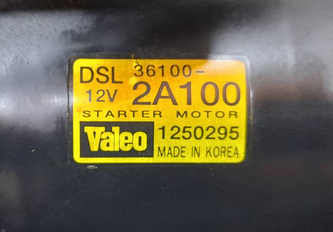 DSL 36100-
12V 2A100
STARTER MOTOR
Valeo 1250295
MADE IN KOREA